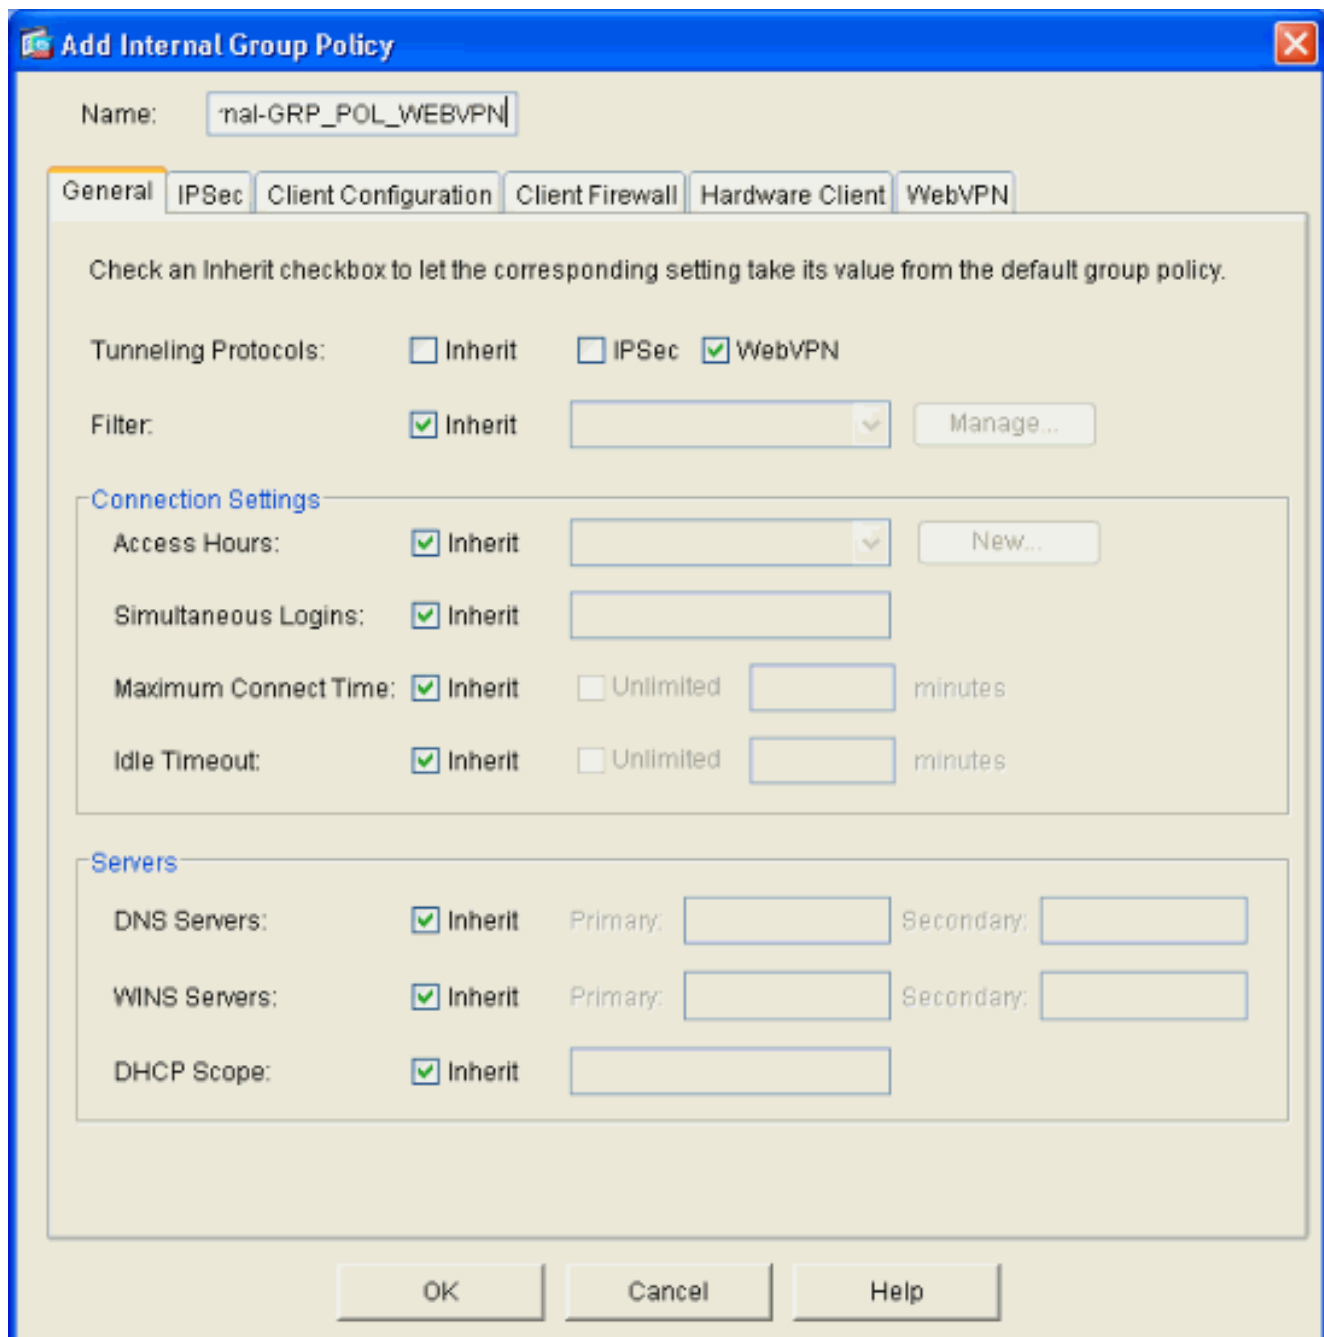 Add Internal Group Policy
Name: rnal-GRP_POL_WEBVPN
General IPSec Client Configuration Client Firewall Hardware Client WebVPN
Check an Inherit checkbox to let the corresponding setting take its value from the default group policy.
Tunneling Protocols: Inherit IPSec WebVPN
Filter: Inherit Manage...
Connection Settings
Access Hours: Inherit New...
Simultaneous Logins: Inherit
Maximum Connect Time: Inherit Unlimited minutes
Idle Timeout: Inherit Unlimited minutes
Servers
DNS Servers: Inherit Primary: Secondary:
WINS Servers: Inherit Primary: Secondary:
DHCP Scope: Inherit
OK Cancel Help